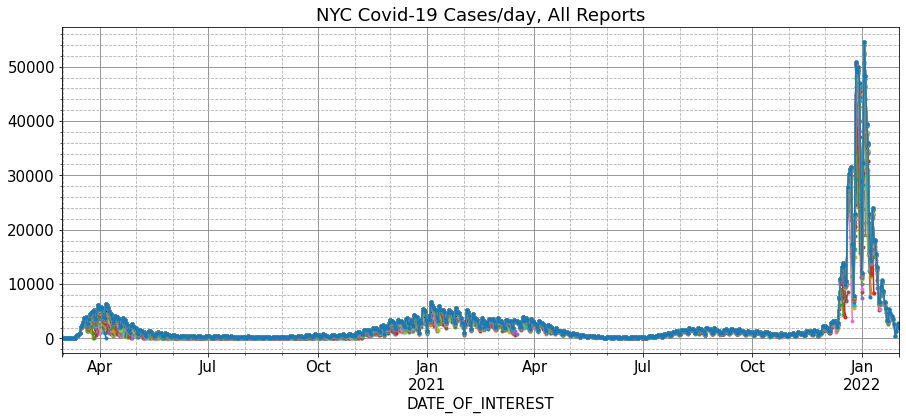 NYC Covid-19 Cases/day, All Reports
50000
40000
30000
20000
10000
0
Apr Jul Oct Jan Apr Jul Oct Jan
2021 2022
DATE_OF_INTEREST